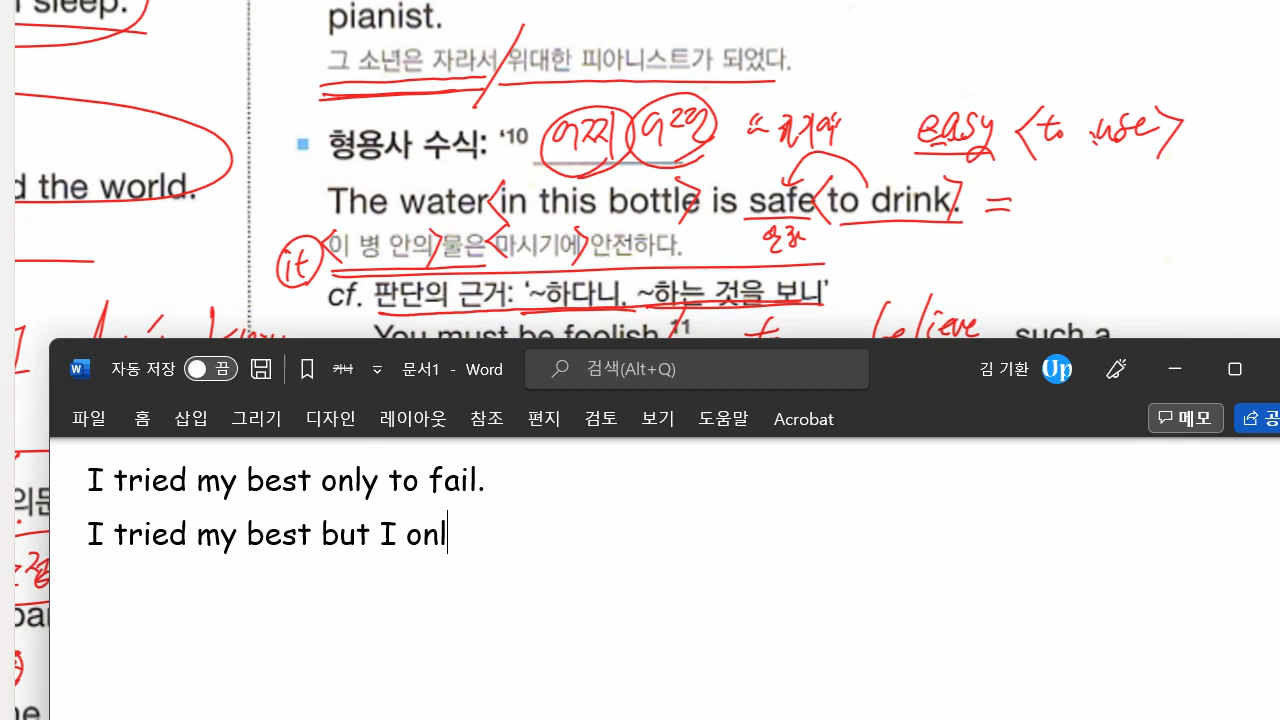 sleep.
pianist.
그 소년은 자라서 위대한 피아니스트가 되었다.
형용사 수식: '10
easy <to use>
d the world.
The water <in this bottle> is safe <to drink>. =
it
이 병 안의 물은 마시기에 안전하다.
cf. 판단의 근거: '~하다니, ~하는 것을 보니'
You must be foolish 11 to believe such a
자동 저장 끔 문서1 - Word 검색(Alt+Q) 김 기환 Up
파일 홈 삽입 그리기 디자인 레이아웃 참조 편지 검토 보기 도움말 Acrobat 메모
I tried my best only to fail.
I tried my best but I onl